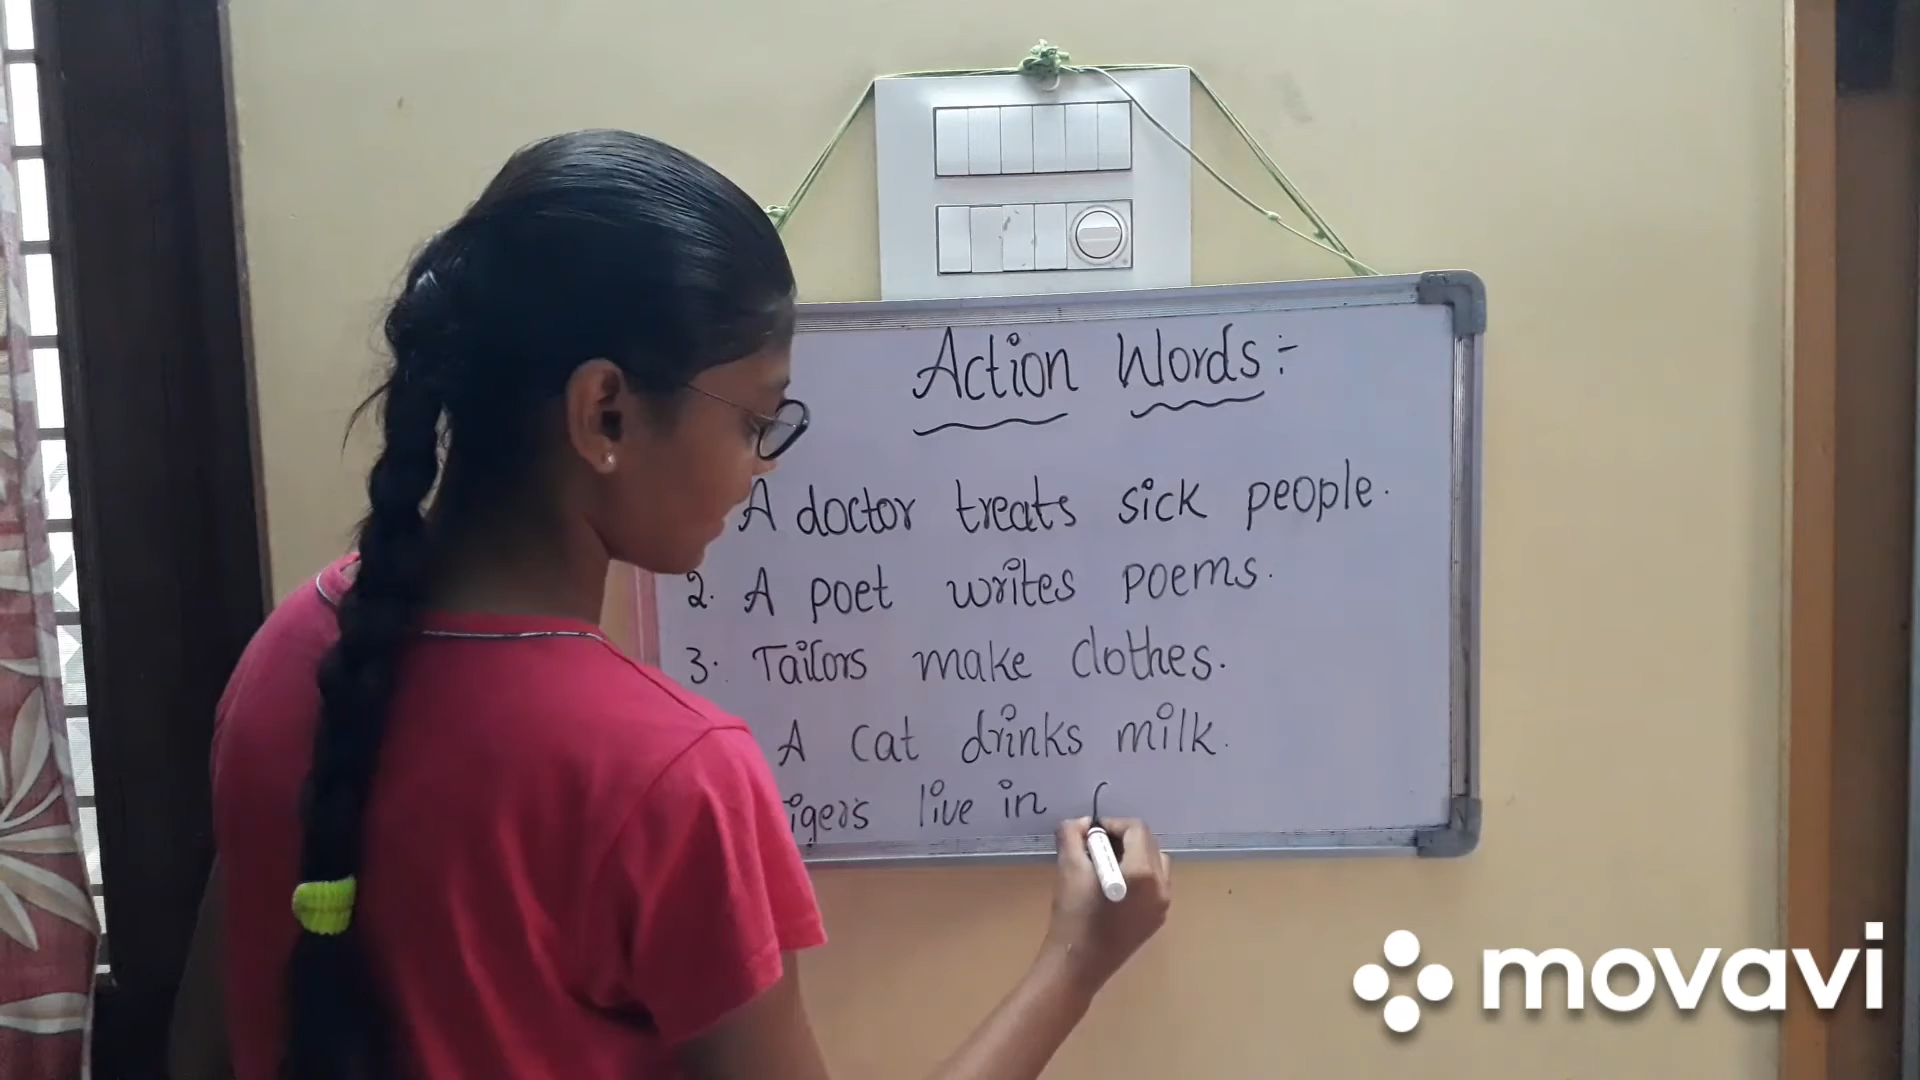 Action Words:-
A doctor treats sick people.
2. A poet writes poems.
3. Tailors make clothes.
A cat drinks milk.
igers live in
movavi